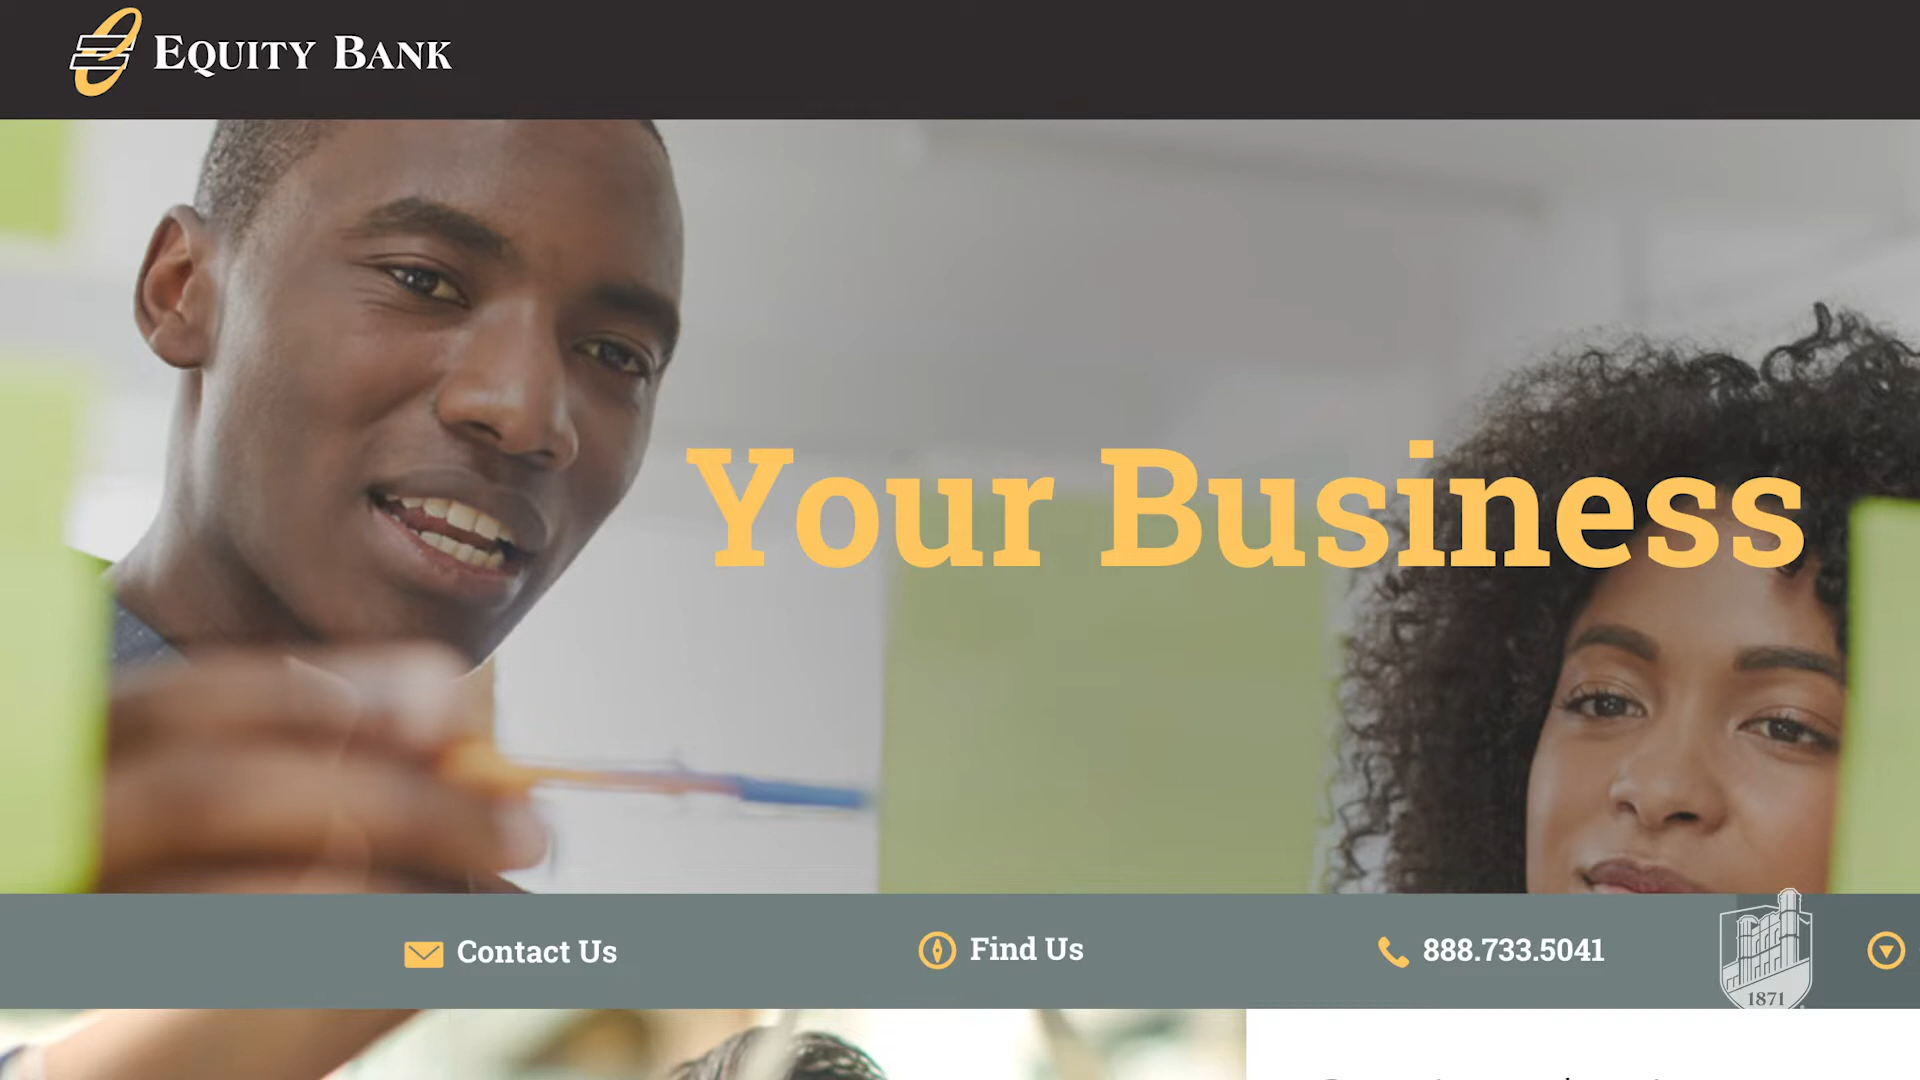 EQUITY BANK
Your Business
Contact Us
Find Us
888.733.5041
1871